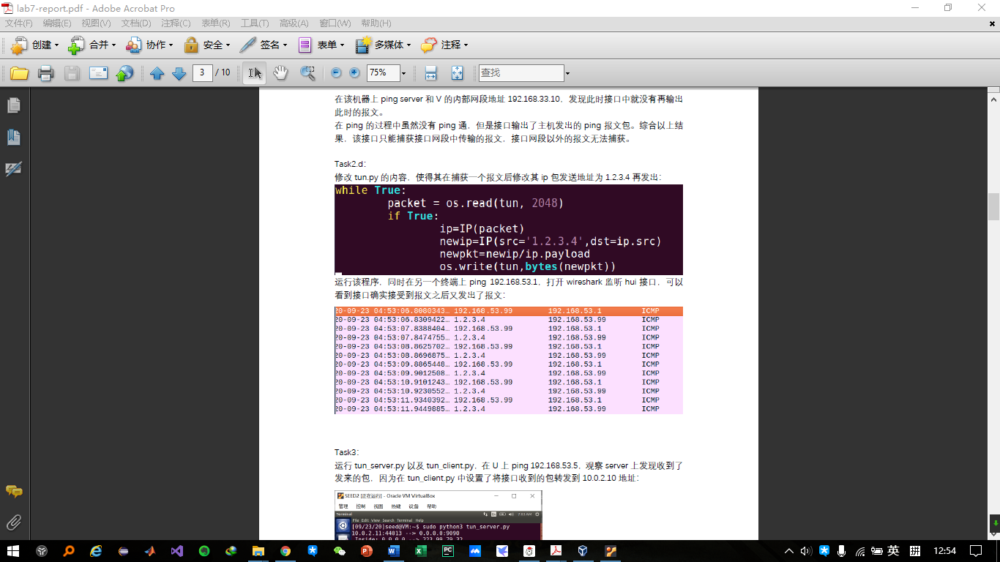 lab7-report.pdf - Adobe Acrobat Pro
文件(F) 编辑(E) 视图(V) 文档(D) 注释(C) 表单(R) 工具(T) 高级(A) 窗口(W) 帮助(H)
创建 合并 协作 安全 签名 表单 多媒体 注释
3 / 10 75% 查找
在该机器上 ping server 和 V 的内部网段地址 192.168.33.10，发现此时接口中就没有再输出
此时的报文。
在 ping 的过程中虽然没有 ping 通，但是接口输出了主机发出的 ping 报文包。综合以上结
果，该接口只能捕获接口网段中传输的报文，接口网段以外的报文无法捕获。
Task2.d：
修改 tun.py 的内容，使得其在捕获一个报文后修改其 ip 包发送地址为 1.2.3.4 再发出：
while True:
packet = os.read(tun, 2048)
if True:
ip=IP(packet)
newip=IP(src='1.2.3.4',dst=ip.src)
newpkt=newip/ip.payload
os.write(tun,bytes(newpkt))
运行该程序，同时在另一个终端上 ping 192.168.53.1，打开 wireshark 监听 hui 接口，可以
看到接口确实接受到报文之后又发出了报文：
20-09-23 04:53:06.8080343… 192.168.53.99 192.168.53.1 ICMP
20-09-23 04:53:06.8309422… 1.2.3.4 192.168.53.99 ICMP
20-09-23 04:53:07.8388404… 192.168.53.99 192.168.53.1 ICMP
20-09-23 04:53:07.8474755… 1.2.3.4 192.168.53.99 ICMP
20-09-23 04:53:08.8625702… 192.168.53.99 192.168.53.1 ICMP
20-09-23 04:53:08.8696875… 1.2.3.4 192.168.53.99 ICMP
20-09-23 04:53:09.8865448… 192.168.53.99 192.168.53.1 ICMP
20-09-23 04:53:09.9012508… 1.2.3.4 192.168.53.99 ICMP
20-09-23 04:53:10.9101243… 192.168.53.99 192.168.53.1 ICMP
20-09-23 04:53:10.9230552… 1.2.3.4 192.168.53.99 ICMP
20-09-23 04:53:11.9340392… 192.168.53.99 192.168.53.1 ICMP
20-09-23 04:53:11.9449885… 1.2.3.4 192.168.53.99 ICMP
Task3：
运行 tun_server.py 以及 tun_client.py，在 U 上 ping 192.168.53.5，观察 server 上发现收到了
发来的包，因为在 tun_client.py 中设置了将接口收到的包转发到 10.0.2.10 地址：
SEED2 [正在运行] - Oracle VM VirtualBox
管理 控制 视图 热键 设备 帮助
Terminal 7:03 AM
File Edit View Search Terminal Help
[09/23/20]seed@VM:~$ sudo python3 tun_server.py
10.0.2.11:44013 --> 0.0.0.0:9090
英 12:54